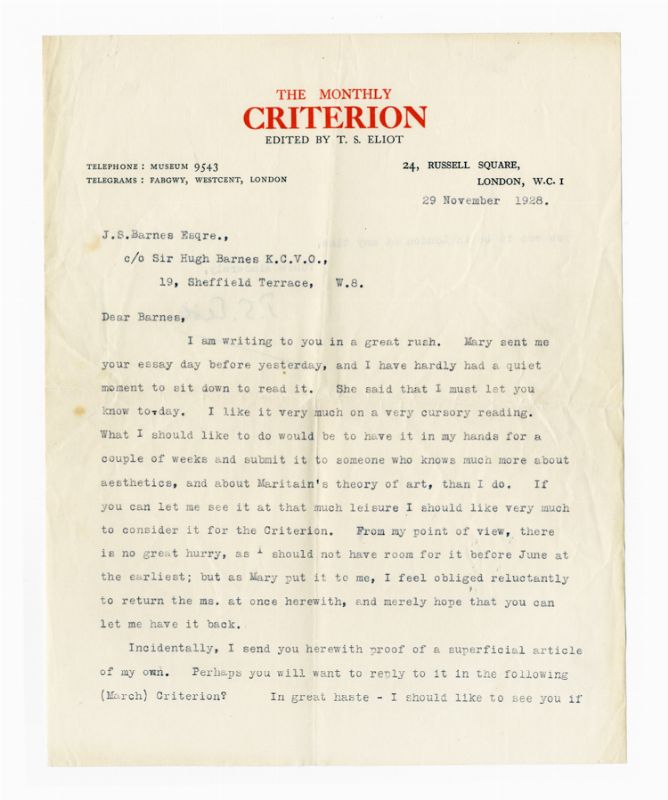 THE MONTHLY
CRITERION
EDITED BY T. S. ELIOT
TELEPHONE : MUSEUM 9543
TELEGRAMS : FABGWY, WESTCENT, LONDON
24, RUSSELL SQUARE,
LONDON, W.C. 1
29 November 1928.
J.S.Barnes Esqre.,
c/o Sir Hugh Barnes K.C.V.O.,
19, Sheffield Terrace, W.8.
Dear Barnes,
I am writing to you in a great rush. Mary sent me
your essay day before yesterday, and I have hardly had a quiet
moment to sit down to read it. She said that I must let you
know to-day. I like it very much on a very cursory reading.
What I should like to do would be to have it in my hands for a
couple of weeks and submit it to someone who knows much more about
aesthetics, and about Maritain's theory of art, than I do. If
you can let me see it at that much leisure I should like very much
to consider it for the Criterion. From my point of view, there
is no great hurry, as I should not have room for it before June at
the earliest; but as Mary put it to me, I feel obliged reluctantly
to return the ms. at once herewith, and merely hope that you can
let me have it back.
Incidentally, I send you herewith proof of a superficial article
of my own. Perhaps you will want to reply to it in the following
(March) Criterion? In great haste - I should like to see you if